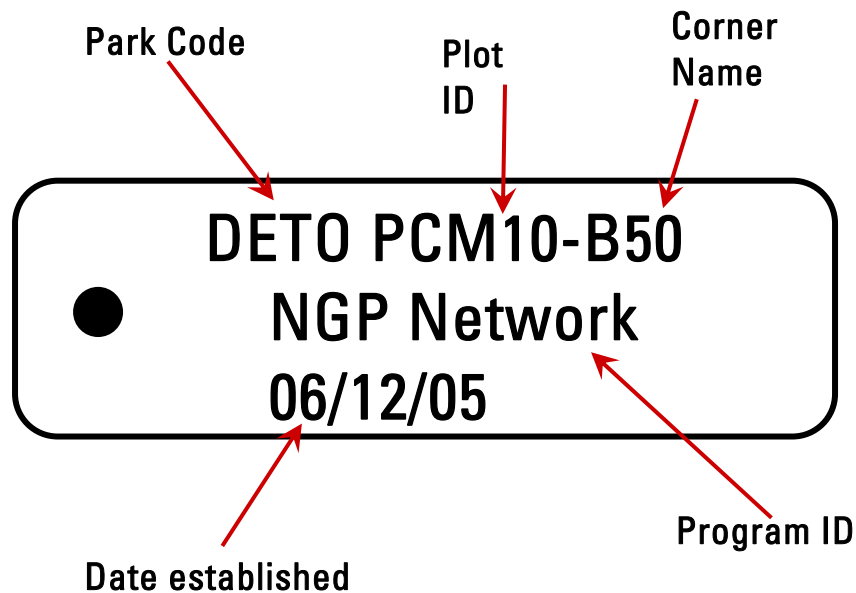 Park Code
Plot
ID
Corner
Name
DETO PCM10-B50
NGP Network
06/12/05
Program ID
Date established